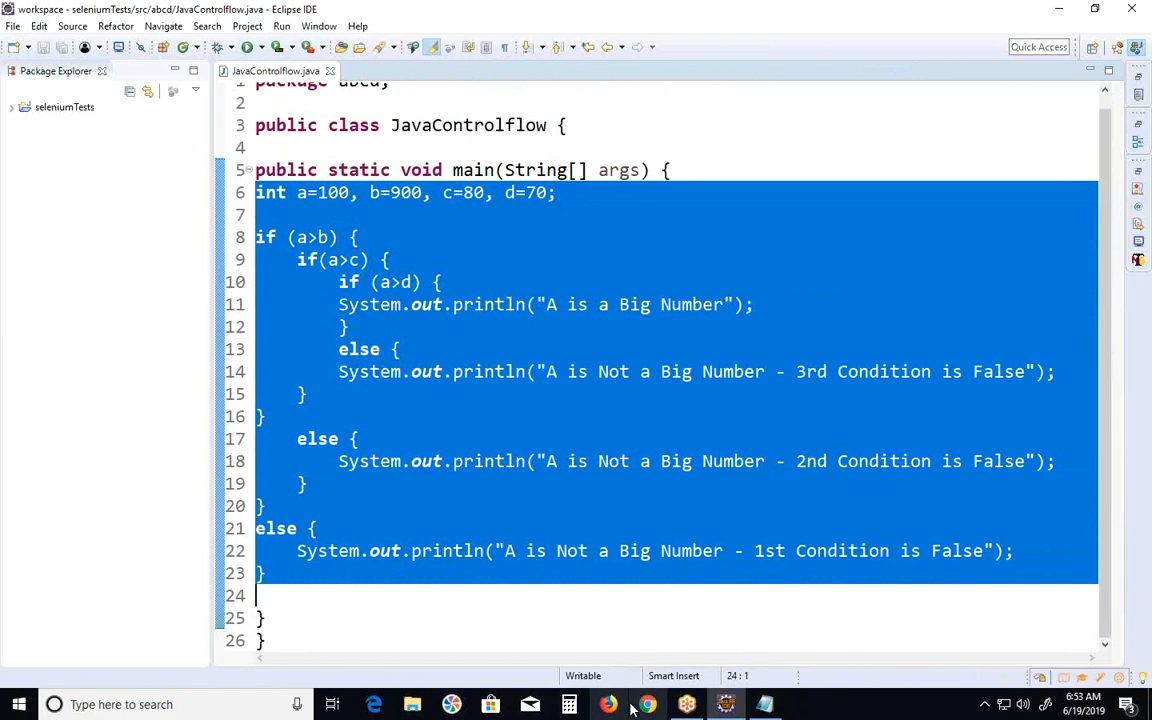 workspace - seleniumTests/src/abcd/JavaControlflow.java - Eclipse IDE
File Edit Source Refactor Navigate Search Project Run Window Help
Quick Access
Package Explorer
JavaControlflow.java
seleniumTests
1 package abcd;
2
3 public class JavaControlflow {
4
5 public static void main(String[] args) {
6 int a=100, b=900, c=80, d=70;
7
8 if (a>b) {
9 if(a>c) {
10 if (a>d) {
11 System.out.println("A is a Big Number");
12 }
13 else {
14 System.out.println("A is Not a Big Number - 3rd Condition is False");
15 }
16 }
17 else {
18 System.out.println("A is Not a Big Number - 2nd Condition is False");
19 }
20 }
21 else {
22 System.out.println("A is Not a Big Number - 1st Condition is False");
23 }
24
25 }
26 }
Writable Smart Insert 24 : 1
Type here to search
6:53 AM
6/19/2019
3